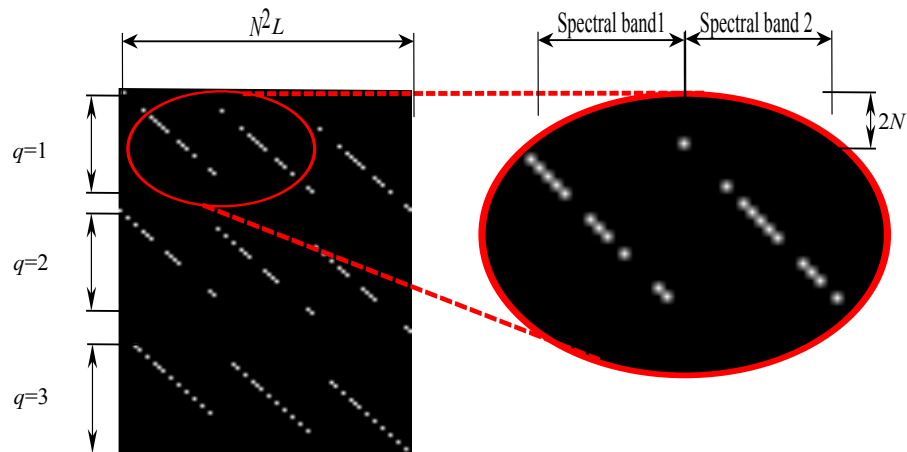 N²L
Spectral band1
Spectral band 2
2N
q=1
q=2
q=3